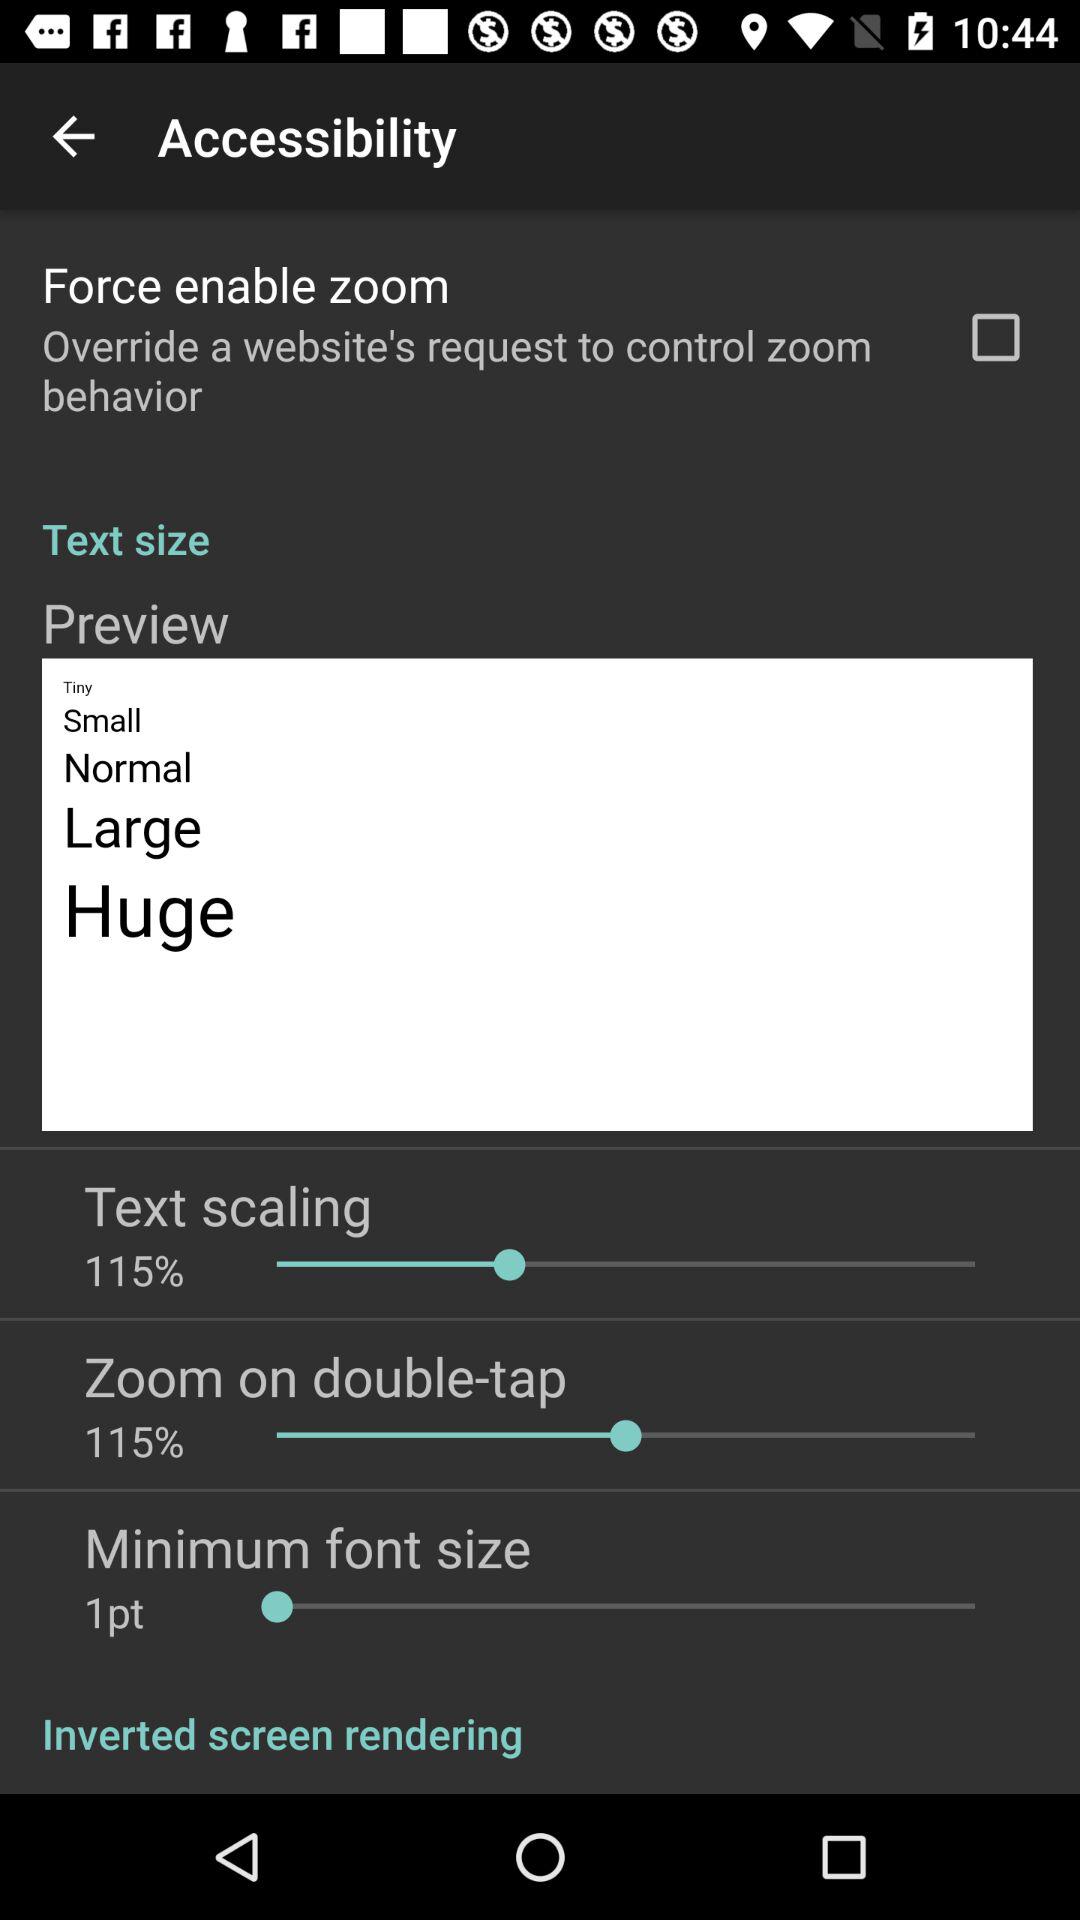 10:44
Accessibility
Force enable zoom
Override a website's request to control zoom
behavior
Text size
Preview
Tiny
Small
Normal
Large
Huge
Text scaling
115%
Zoom on double-tap
115%
Minimum font size
1pt
Inverted screen rendering